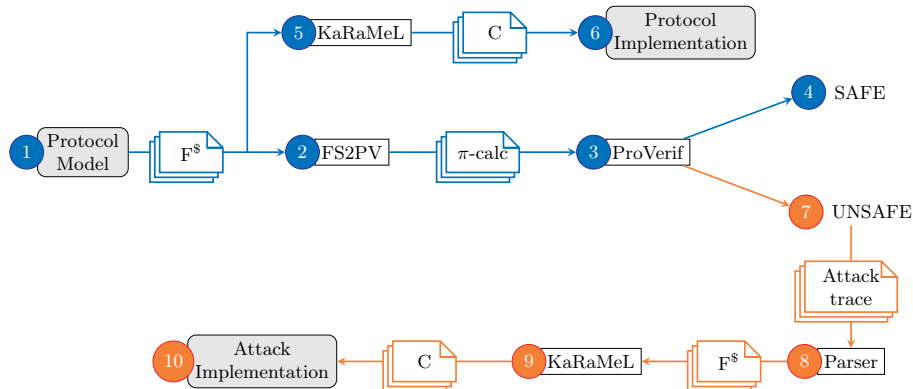 5 KaRaMeL
C
6 Protocol
Implementation
4 SAFE
1 Protocol
Model
F$
2 FS2PV
π-calc
3 ProVerif
7 UNSAFE
Attack
trace
10 Attack
Implementation
C
9 KaRaMeL
F$
8 Parser